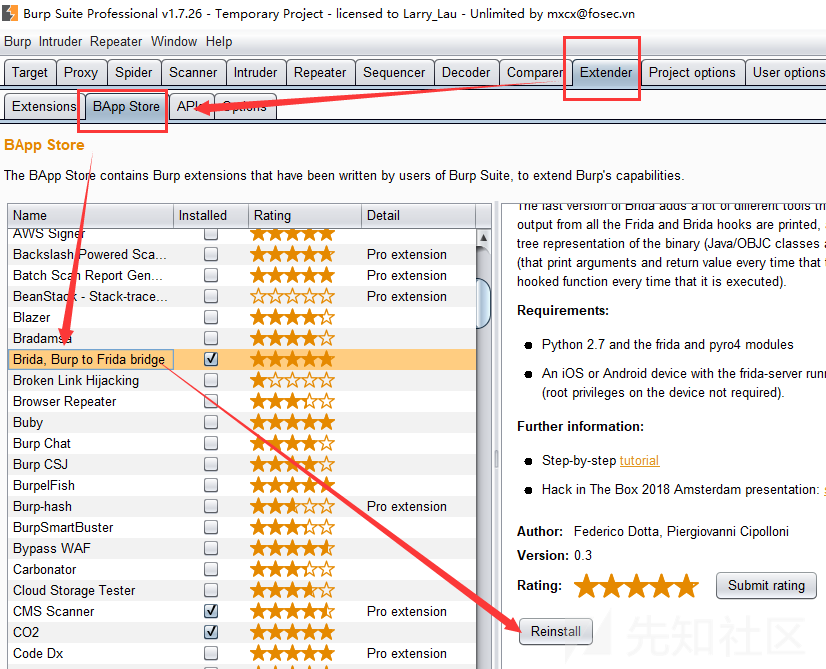 Burp Suite Professional v1.7.26 - Temporary Project - licensed to Larry_Lau - Unlimited by mxcx@fosec.vn
Burp Intruder Repeater Window Help
Target Proxy Spider Scanner Intruder Repeater Sequencer Decoder Comparer Extender Project options User options
Extensions BApp Store APIs Options
BApp Store
The BApp Store contains Burp extensions that have been written by users of Burp Suite, to extend Burp's capabilities.
Name Installed Rating Detail
AWS Signer
Backslash Powered Sca... Pro extension
Batch Scan Report Gen... Pro extension
BeanStack - Stack-trace... Pro extension
Blazer
Bradamsa
Brida, Burp to Frida bridge
Broken Link Hijacking
Browser Repeater
Buby
Burp Chat
Burp CSJ
BurpelFish
Burp-hash Pro extension
BurpSmartBuster
Bypass WAF
Carbonator
Cloud Storage Tester
CMS Scanner Pro extension
CO2
Code Dx Pro extension
The last version of Brida adds a lot of different tools
output from all the Frida and Brida hooks are printed,
tree representation of the binary (Java/OBJC classes
(that print arguments and return value every time that
hooked function every time that it is executed).
Requirements:
Python 2.7 and the frida and pyro4 modules
An iOS or Android device with the frida-server
(root privileges on the device not required).
Further information:
Step-by-step tutorial
Hack in The Box 2018 Amsterdam presentation:
Author: Federico Dotta, Piergiovanni Cipolloni
Version: 0.3
Rating: Submit rating
Reinstall
先知社区